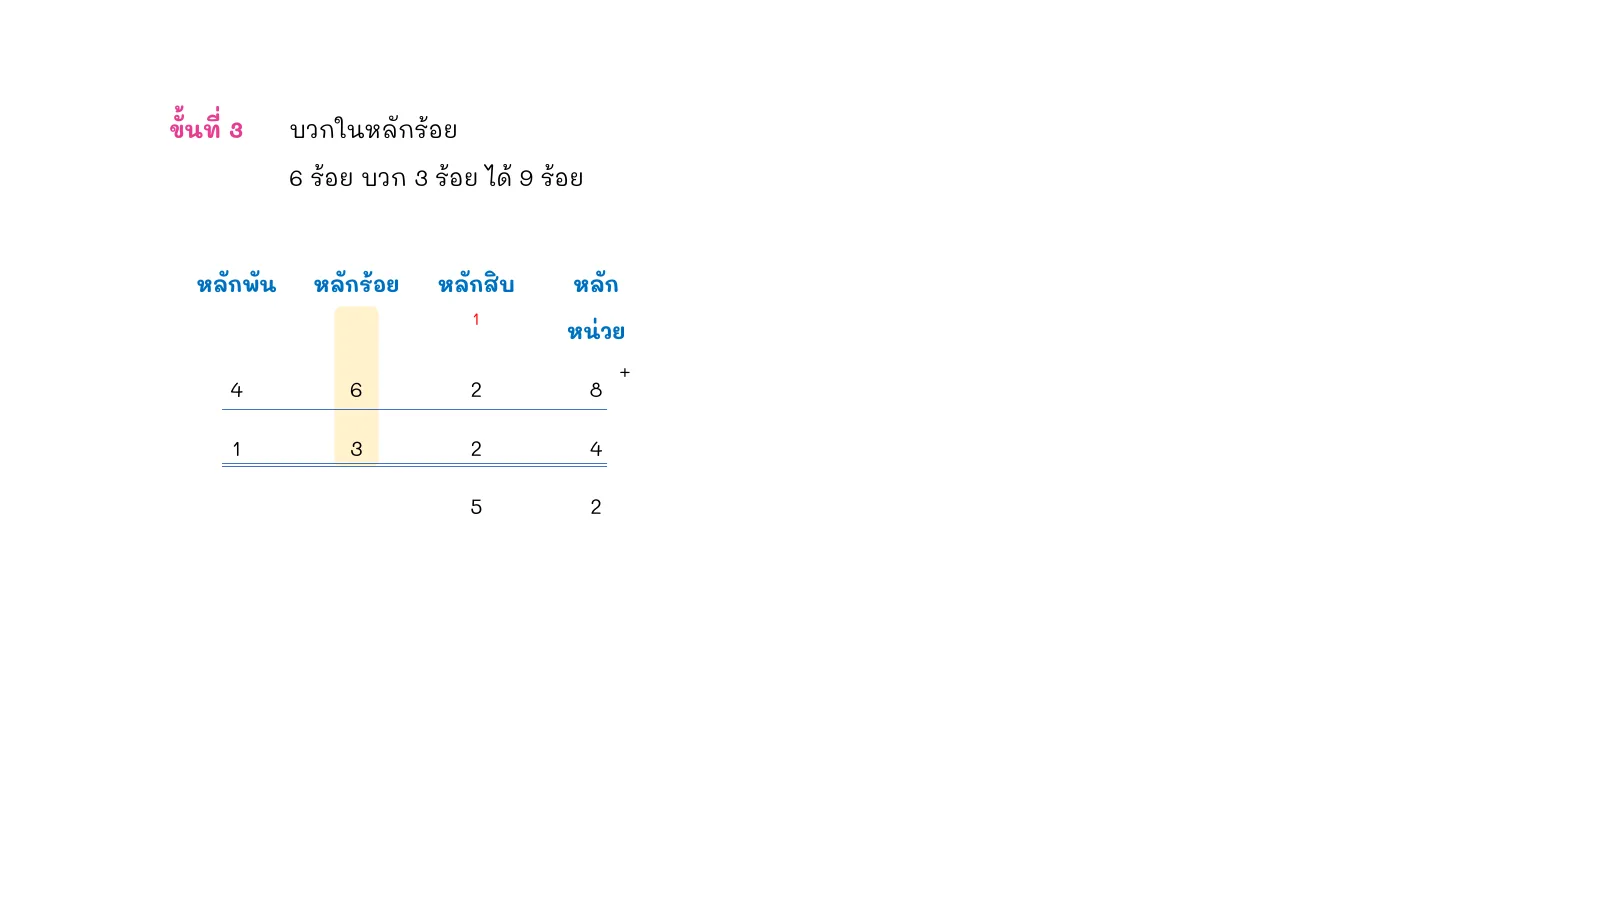 ขั้นที่ 3 บวกในหลักร้อย
6 ร้อย บวก 3 ร้อย ได้ 9 ร้อย
หลักพัน หลักร้อย หลักสิบ หลัก
1 หน่วย
+
4 6 2 8
1 3 2 4
5 2